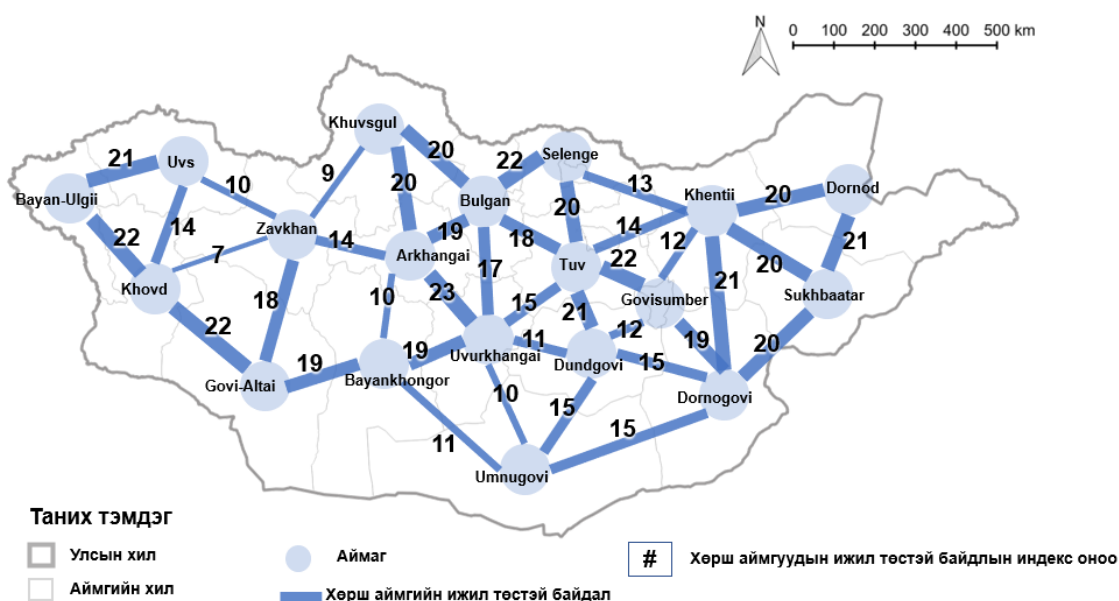 N
0 100 200 300 400 500 km
Khuvsgul
9
20
20
22
Selenge
21
Uvs
Bayan-Ulgii
10
Bulgan
13
Khentii
20
Dornod
22
14
Zavkhan
14
19
18
20
14
12
20
21
7
Arkhangai
17
Tuv
22
21
Khovd
10
23
15
Govisumber
Sukhbaatar
18
21
22
19
Uvurkhangai
11
12
19
20
19
Bayankhongor
Dundgovi
15
Govi-Altai
10
15
Dornogovi
11
15
Umnugovi
Таних тэмдэг
Улсын хил
Аймаг
# Хөрш аймгуудын ижил төстэй байдлын индекс оноо
Аймгийн хил
Хөрш аймгийн ижил төстэй байдал